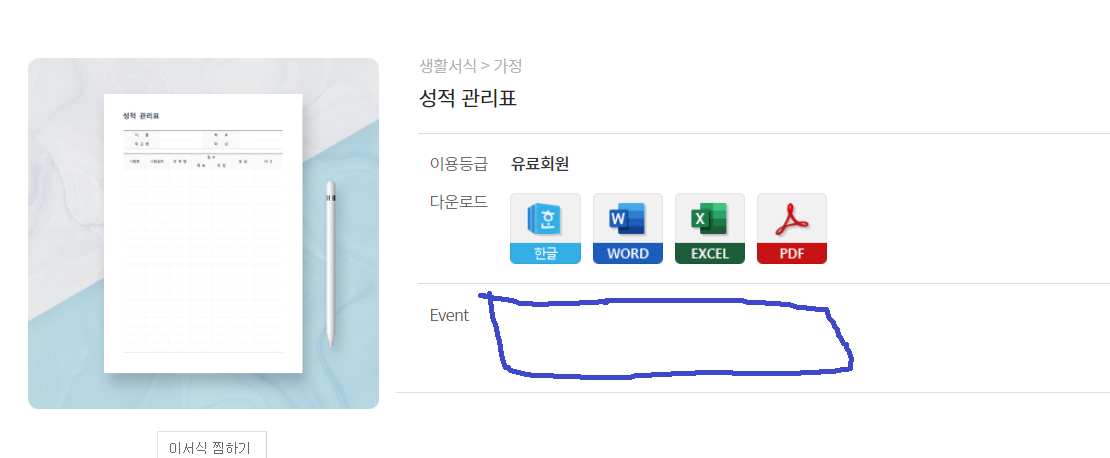 생활서식 > 가정
성적 관리표
이용등급 유료회원
다운로드
한글 WORD EXCEL PDF
Event
이서식 찜하기
성적 관리표